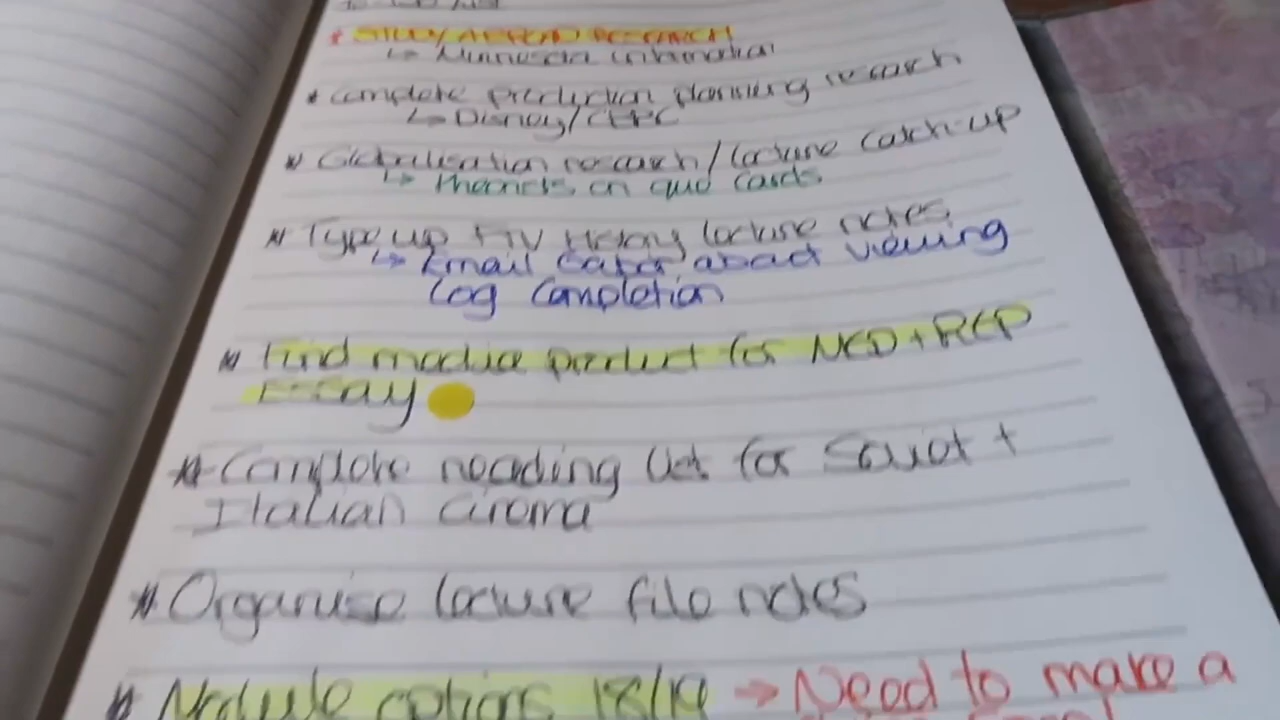 * STUDY ABROAD RESEARCH
↳ Minnesota information
* Complete production planning research
↳ Disney/
* Globalisation research/lecture catch-up
↳ theorists on cue cards
* Type up TV History lecture notes
↳ Email about viewing
log completion
* Find media product for NCD + REP
Essay
* Complete reading list for Soviet +
Italian Cinema
* Organise lecture file notes
* Module options 18/19 → Need to make a